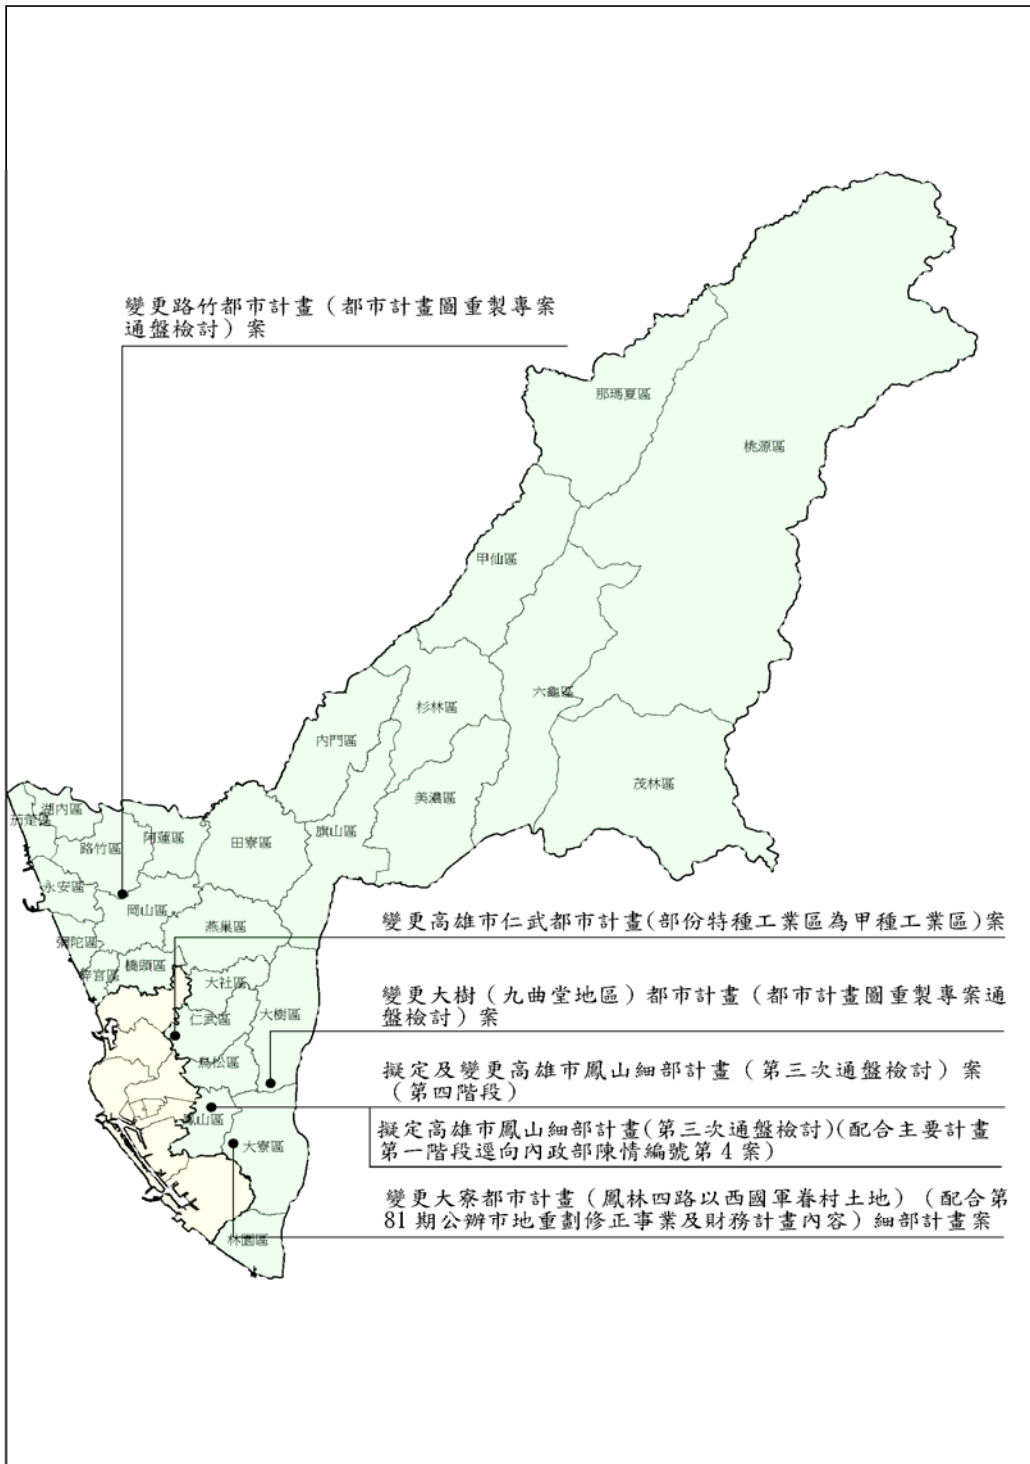 變更路竹都市計畫（都市計畫圖重製專案
通盤檢討）案
那瑪夏區
桃源區
甲仙區
六龜區
杉林區
內門區
茂林區
美濃區
湖內區
茄萣區
阿蓮區
旗山區
田寮區
路竹區
永安區
岡山區
燕巢區
變更高雄市仁武都市計畫(部份特種工業區為甲種工業區)案
彌陀區
橋頭區
梓官區
大社區
變更大樹（九曲堂地區）都市計畫（都市計畫圖重製專案通
盤檢討）案
大樹區
仁武區
鳥松區
擬定及變更高雄市鳳山細部計畫（第三次通盤檢討）案
（第四階段）
鳳山區
擬定高雄市鳳山細部計畫(第三次通盤檢討)(配合主要計畫
第一階段逕向內政部陳情編號第 4 案)
大寮區
變更大寮都市計畫（鳳林四路以西國軍眷村土地）（配合第
81 期公辦市地重劃修正事業及財務計畫內容）細部計畫案
林園區